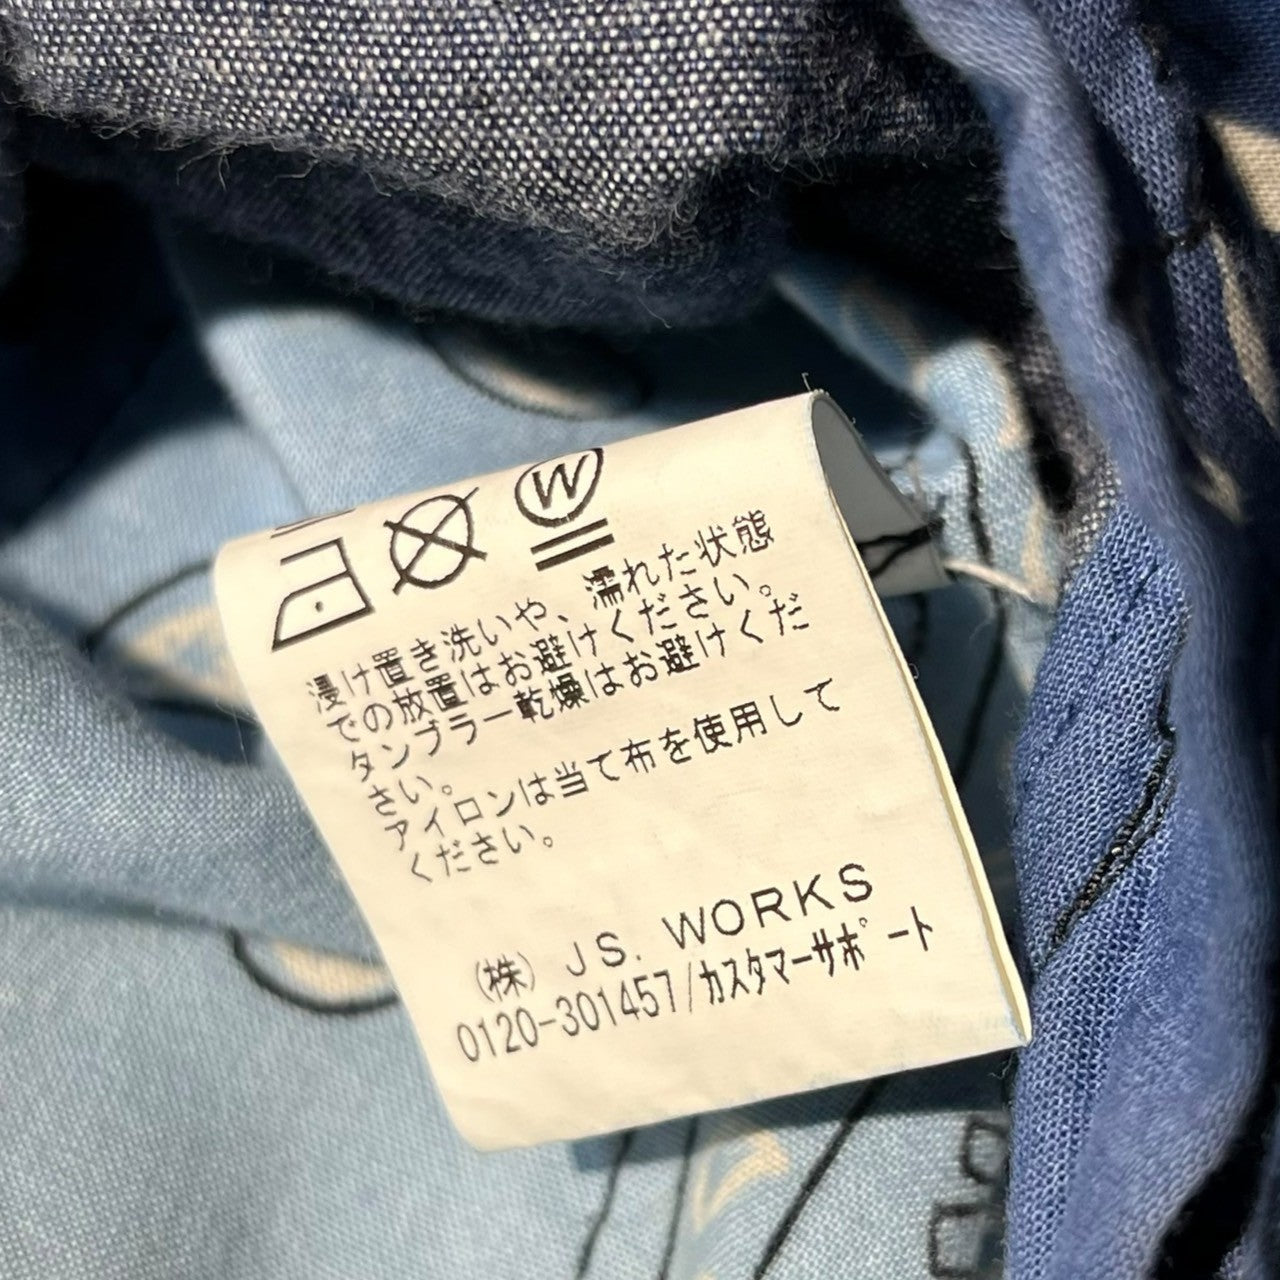 W
浸け置き洗いや、濡れた状態
での放置はお避けください。
タンブラー乾燥はお避けくだ
さい。
アイロンは当て布を使用して
ください。
(株) JS. WORKS
0120-301457/カスタマーサポート